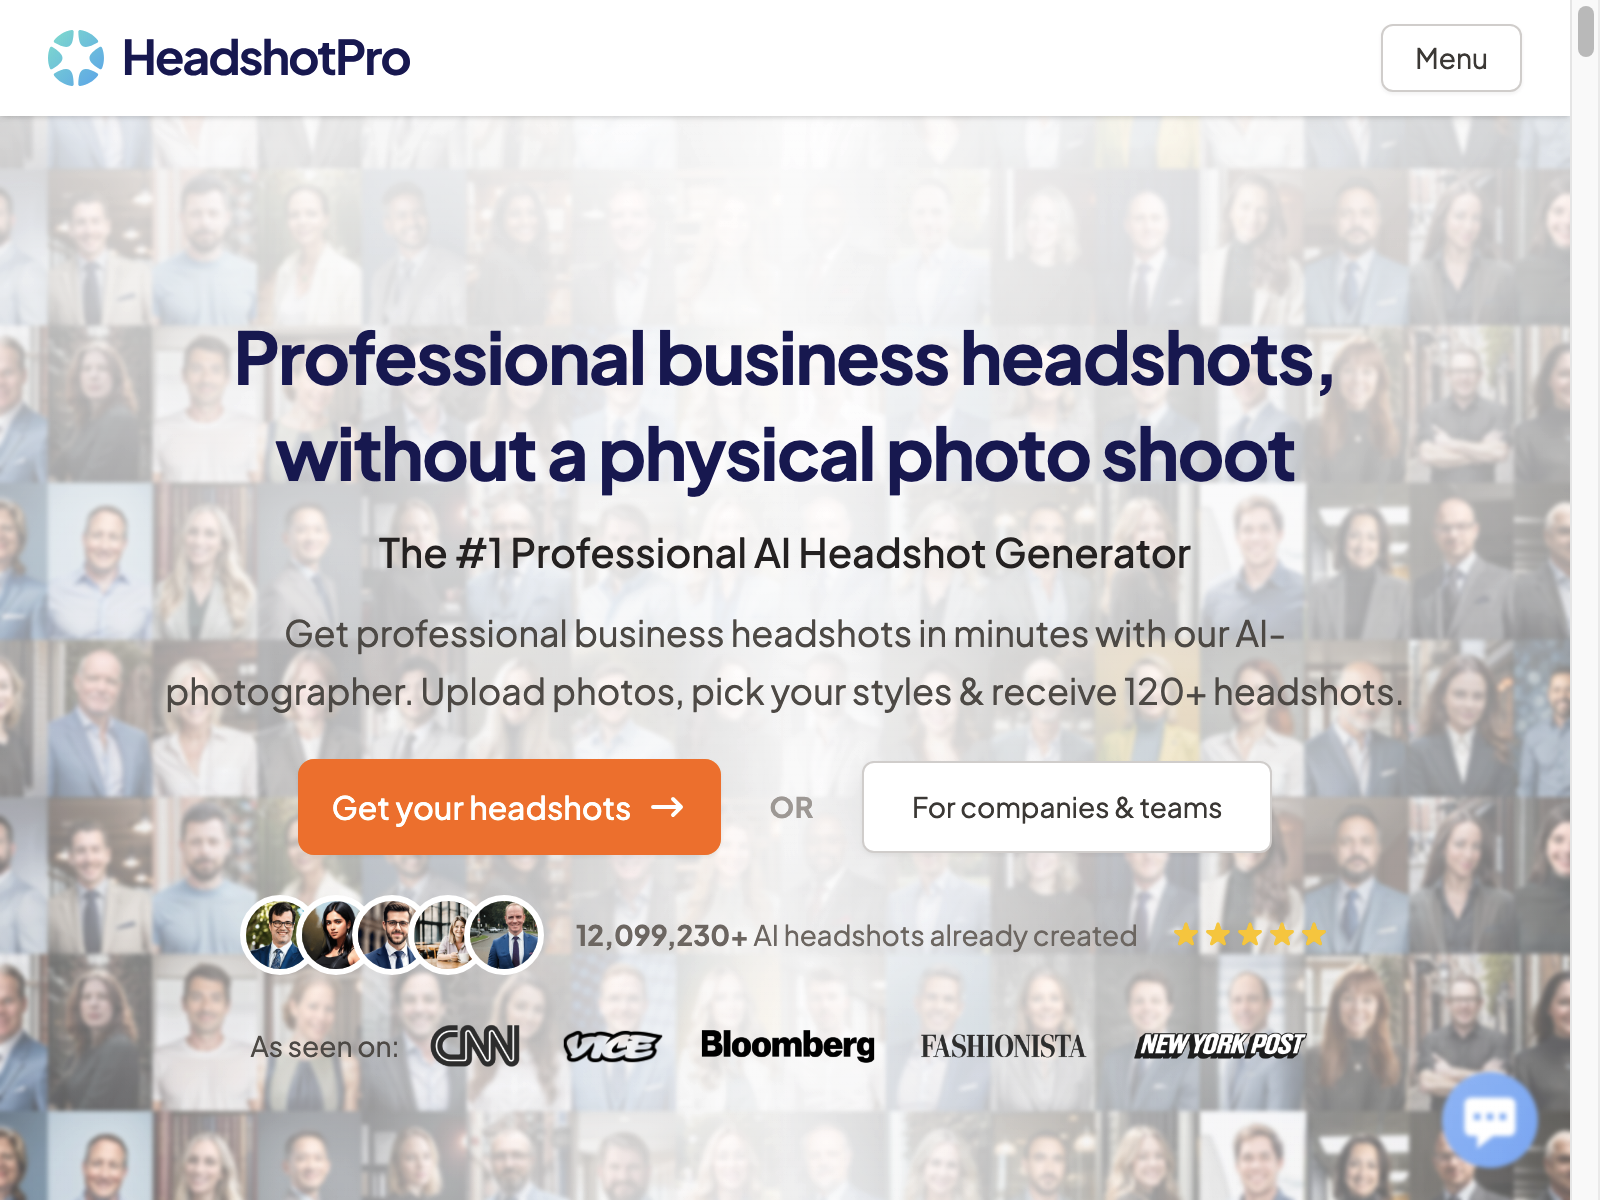 HeadshotPro
Menu
Professional business headshots,
without a physical photo shoot
The #1 Professional AI Headshot Generator
Get professional business headshots in minutes with our AI-
photographer. Upload photos, pick your styles & receive 120+ headshots.
Get your headshots →
OR
For companies & teams
12,099,230+ AI headshots already created
As seen on: CNN VICE Bloomberg FASHIONISTA NEW YORK POST